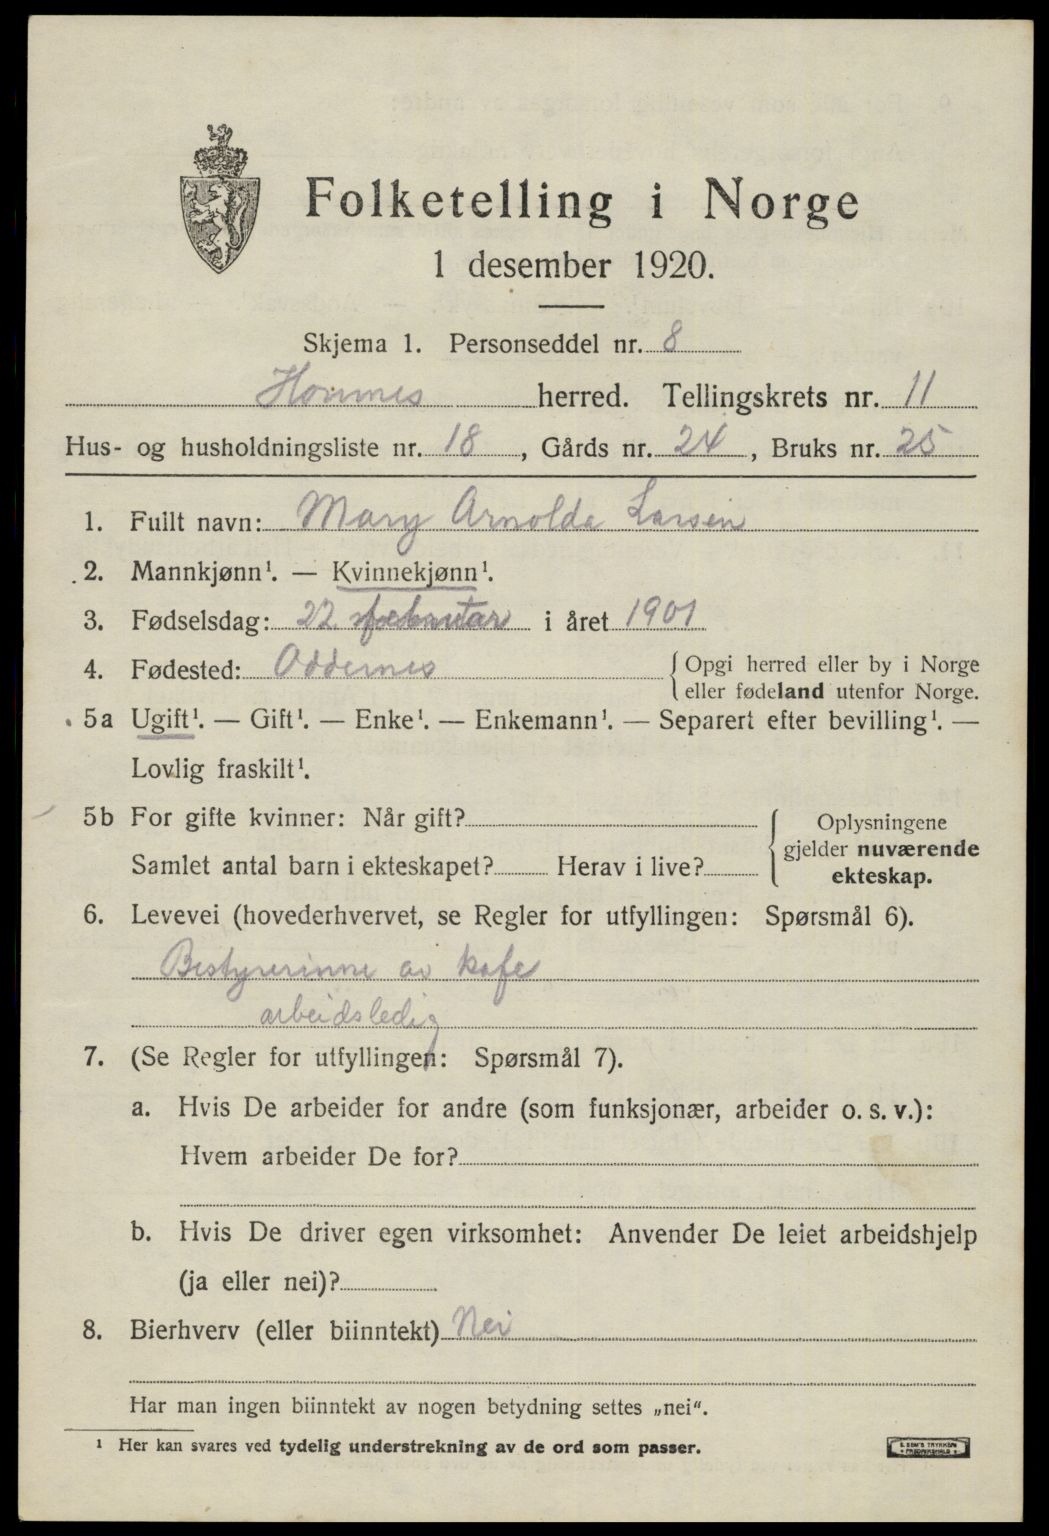 Folketelling i Norge
1 desember 1920.
Skjema 1. Personseddel nr. 8
Honnes herred. Tellingskrets nr. 11
Hus- og husholdningsliste nr. 18, Gårds nr. 24, Bruks nr. 25
1. Fullt navn: Mary Arnolda Larsen
2. Mannkjønn¹. — Kvinnekjønn¹.
3. Fødselsdag: 22 februar i året 1901
4. Fødested: Oddernes { Opgi herred eller by i Norge
eller fødeland utenfor Norge.
5a Ugift¹. — Gift¹. — Enke¹. — Enkemann¹. — Separert efter bevilling¹. —
Lovlig fraskilt¹.
5b For gifte kvinner: Når gift? { Oplysningene
gjelder nuværende
Samlet antal barn i ekteskapet? Herav i live? ekteskap.
6. Levevei (hovederhvervet, se Regler for utfyllingen: Spørsmål 6).
Bestyrerinne av kafe
arbeidsledig
7. (Se Regler for utfyllingen: Spørsmål 7).
a. Hvis De arbeider for andre (som funksjonær, arbeider o. s. v.):
Hvem arbeider De for?
b. Hvis De driver egen virksomhet: Anvender De leiet arbeidshjelp
(ja eller nei)?
8. Bierhverv (eller biinntekt) Nei
Har man ingen biinntekt av nogen betydning settes „nei".
¹ Her kan svares ved tydelig understrekning av de ord som passer.
E. SEM'S TRYKKERI
FREDRIKSHALD